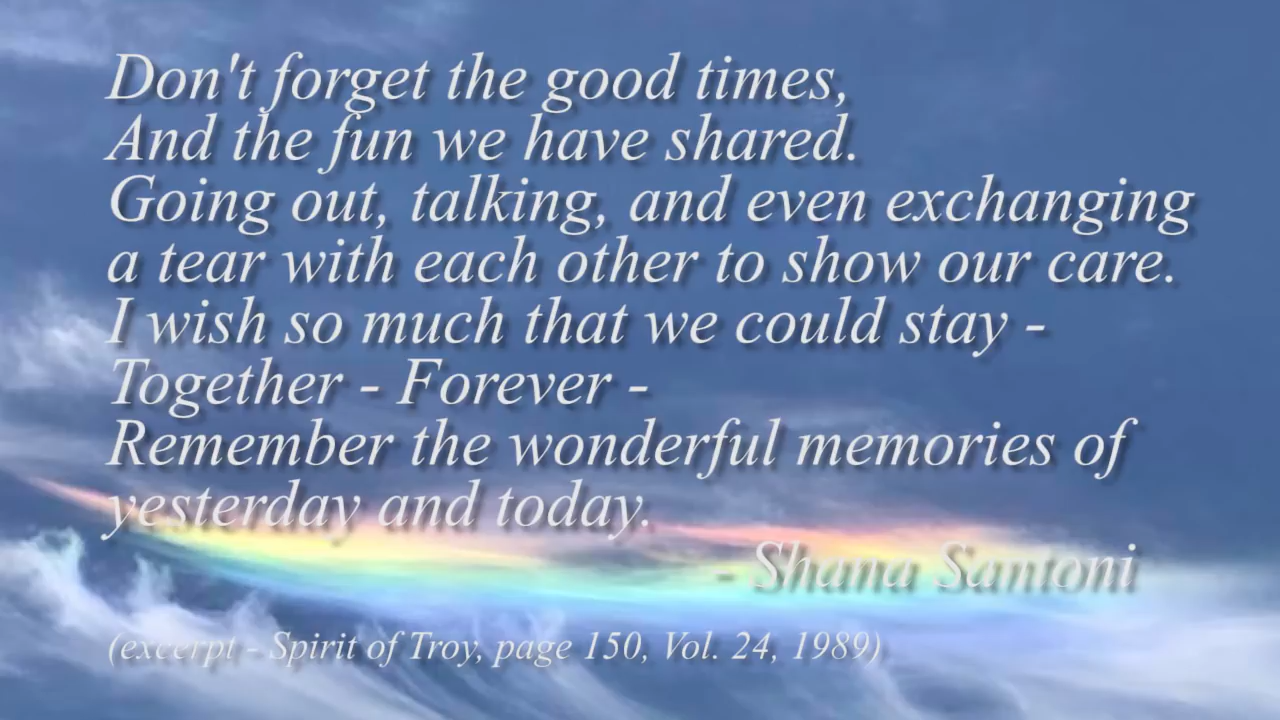 Don't forget the good times,
And the fun we have shared.
Going out, talking, and even exchanging
a tear with each other to show our care.
I wish so much that we could stay -
Together - Forever -
Remember the wonderful memories of
yesterday and today.
- Shana Santoni
(excerpt - Spirit of Troy, page 150, Vol. 24, 1989)